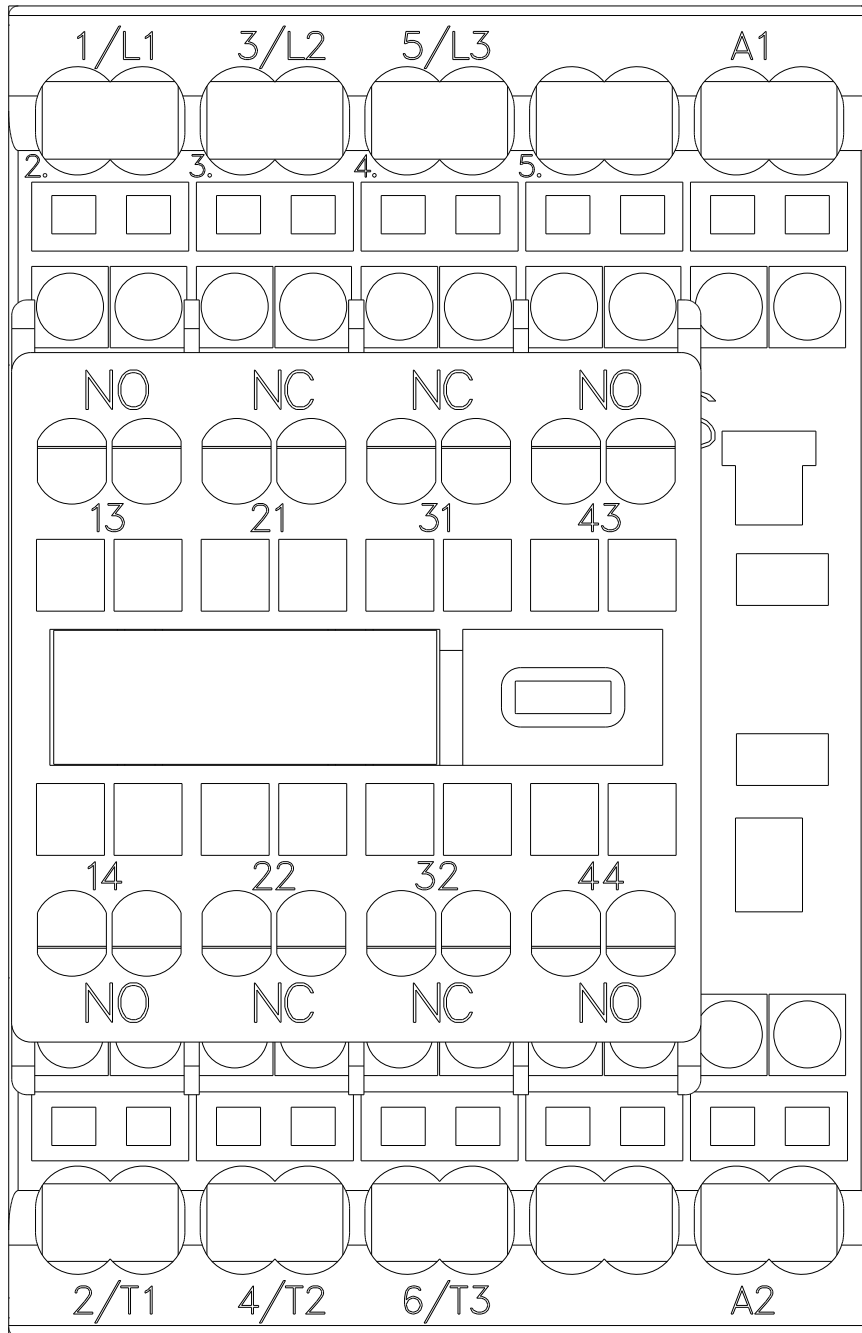 1/L1 3/L2 5/L3 A1
2. 3. 4. 5.
NO NC NC NO
13 21 31 43
14 22 32 44
NO NC NC NO
2/T1 4/T2 6/T3 A2